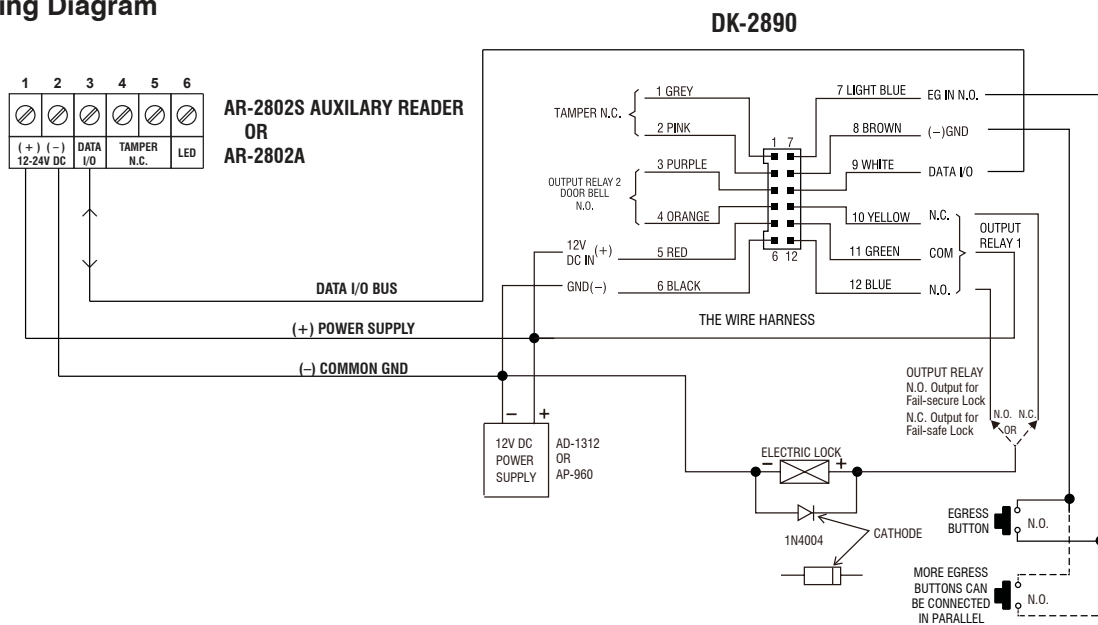 ing Diagram
DK-2890
1 2 3 4 5 6
(+) (–) DATA TAMPER LED
12-24V DC I/O N.C.
AR-2802S AUXILARY READER
OR
AR-2802A
TAMPER N.C.
1 GREY
2 PINK
OUTPUT RELAY 2
DOOR BELL
N.O.
3 PURPLE
4 ORANGE
12V
DC IN (+)
5 RED
GND(–)
6 BLACK
1 7
6 12
7 LIGHT BLUE EG IN N.O.
8 BROWN (–)GND
9 WHITE DATA I/O
10 YELLOW N.C.
11 GREEN COM
12 BLUE N.O.
OUTPUT
RELAY 1
THE WIRE HARNESS
DATA I/O BUS
(+) POWER SUPPLY
(–) COMMON GND
– +
12V DC
POWER
SUPPLY
AD-1312
OR
AP-960
OUTPUT RELAY
N.O. Output for
Fail-secure Lock
N.C. Output for
Fail-safe Lock
N.O. N.C.
OR
ELECTRIC LOCK
– +
1N4004
CATHODE
EGRESS
BUTTON
N.O.
MORE EGRESS
BUTTONS CAN
BE CONNECTED
IN PARALLEL
N.O.